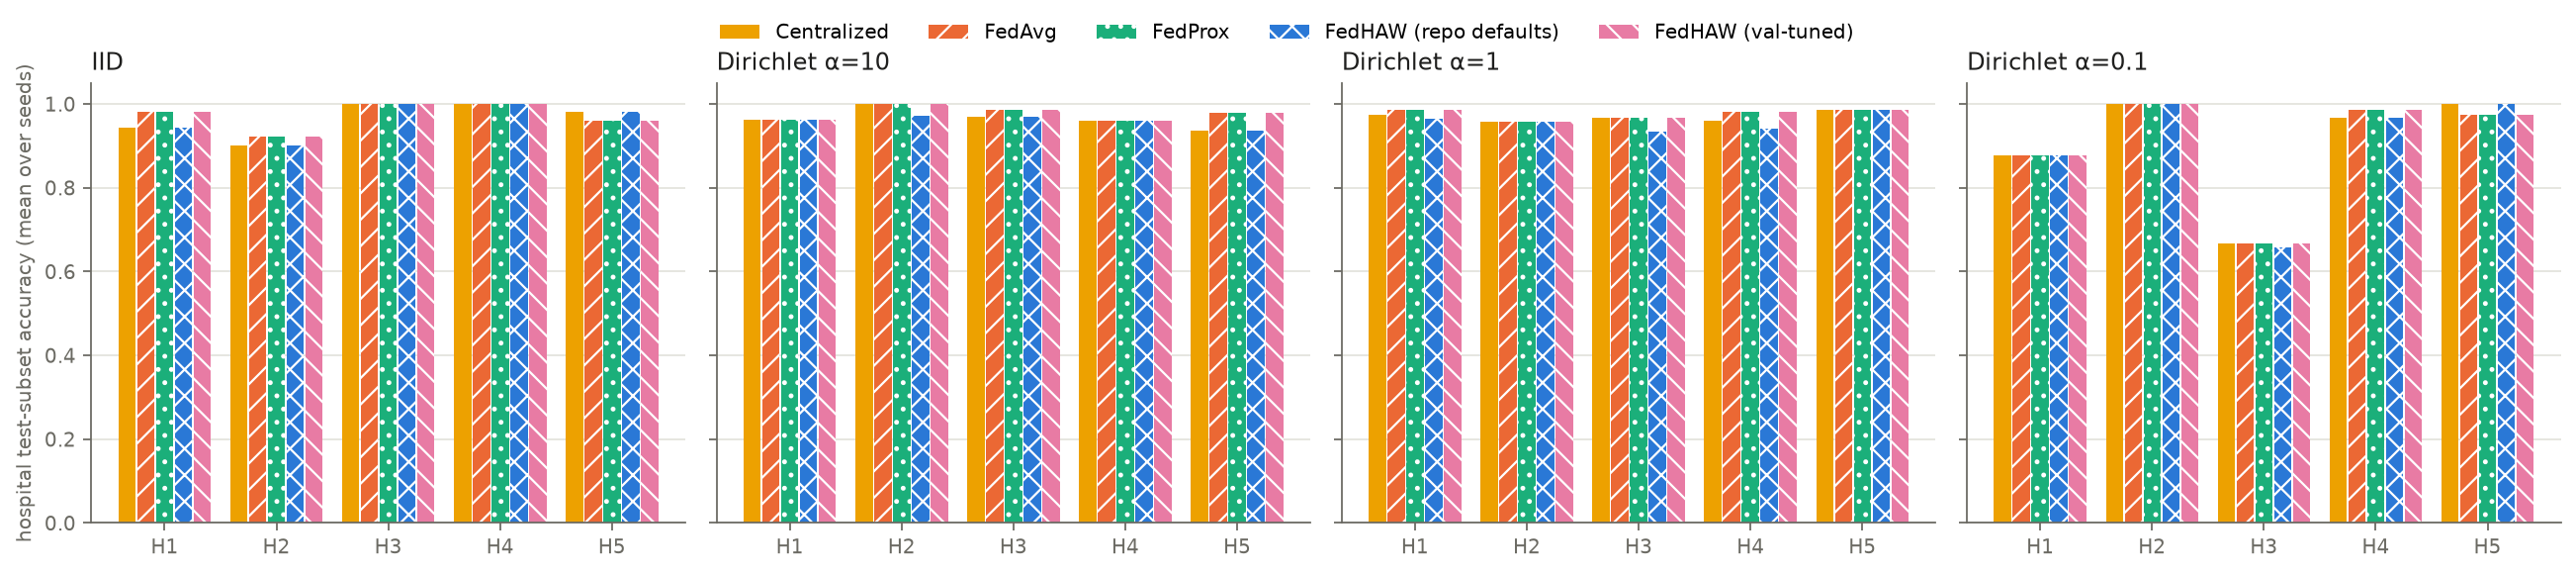 Centralized FedAvg FedProx FedHAW (repo defaults) FedHAW (val-tuned)
IID Dirichlet α=10 Dirichlet α=1 Dirichlet α=0.1
hospital test-subset accuracy (mean over seeds)
1.0
0.8
0.6
0.4
0.2
0.0
H1 H2 H3 H4 H5 H1 H2 H3 H4 H5 H1 H2 H3 H4 H5 H1 H2 H3 H4 H5